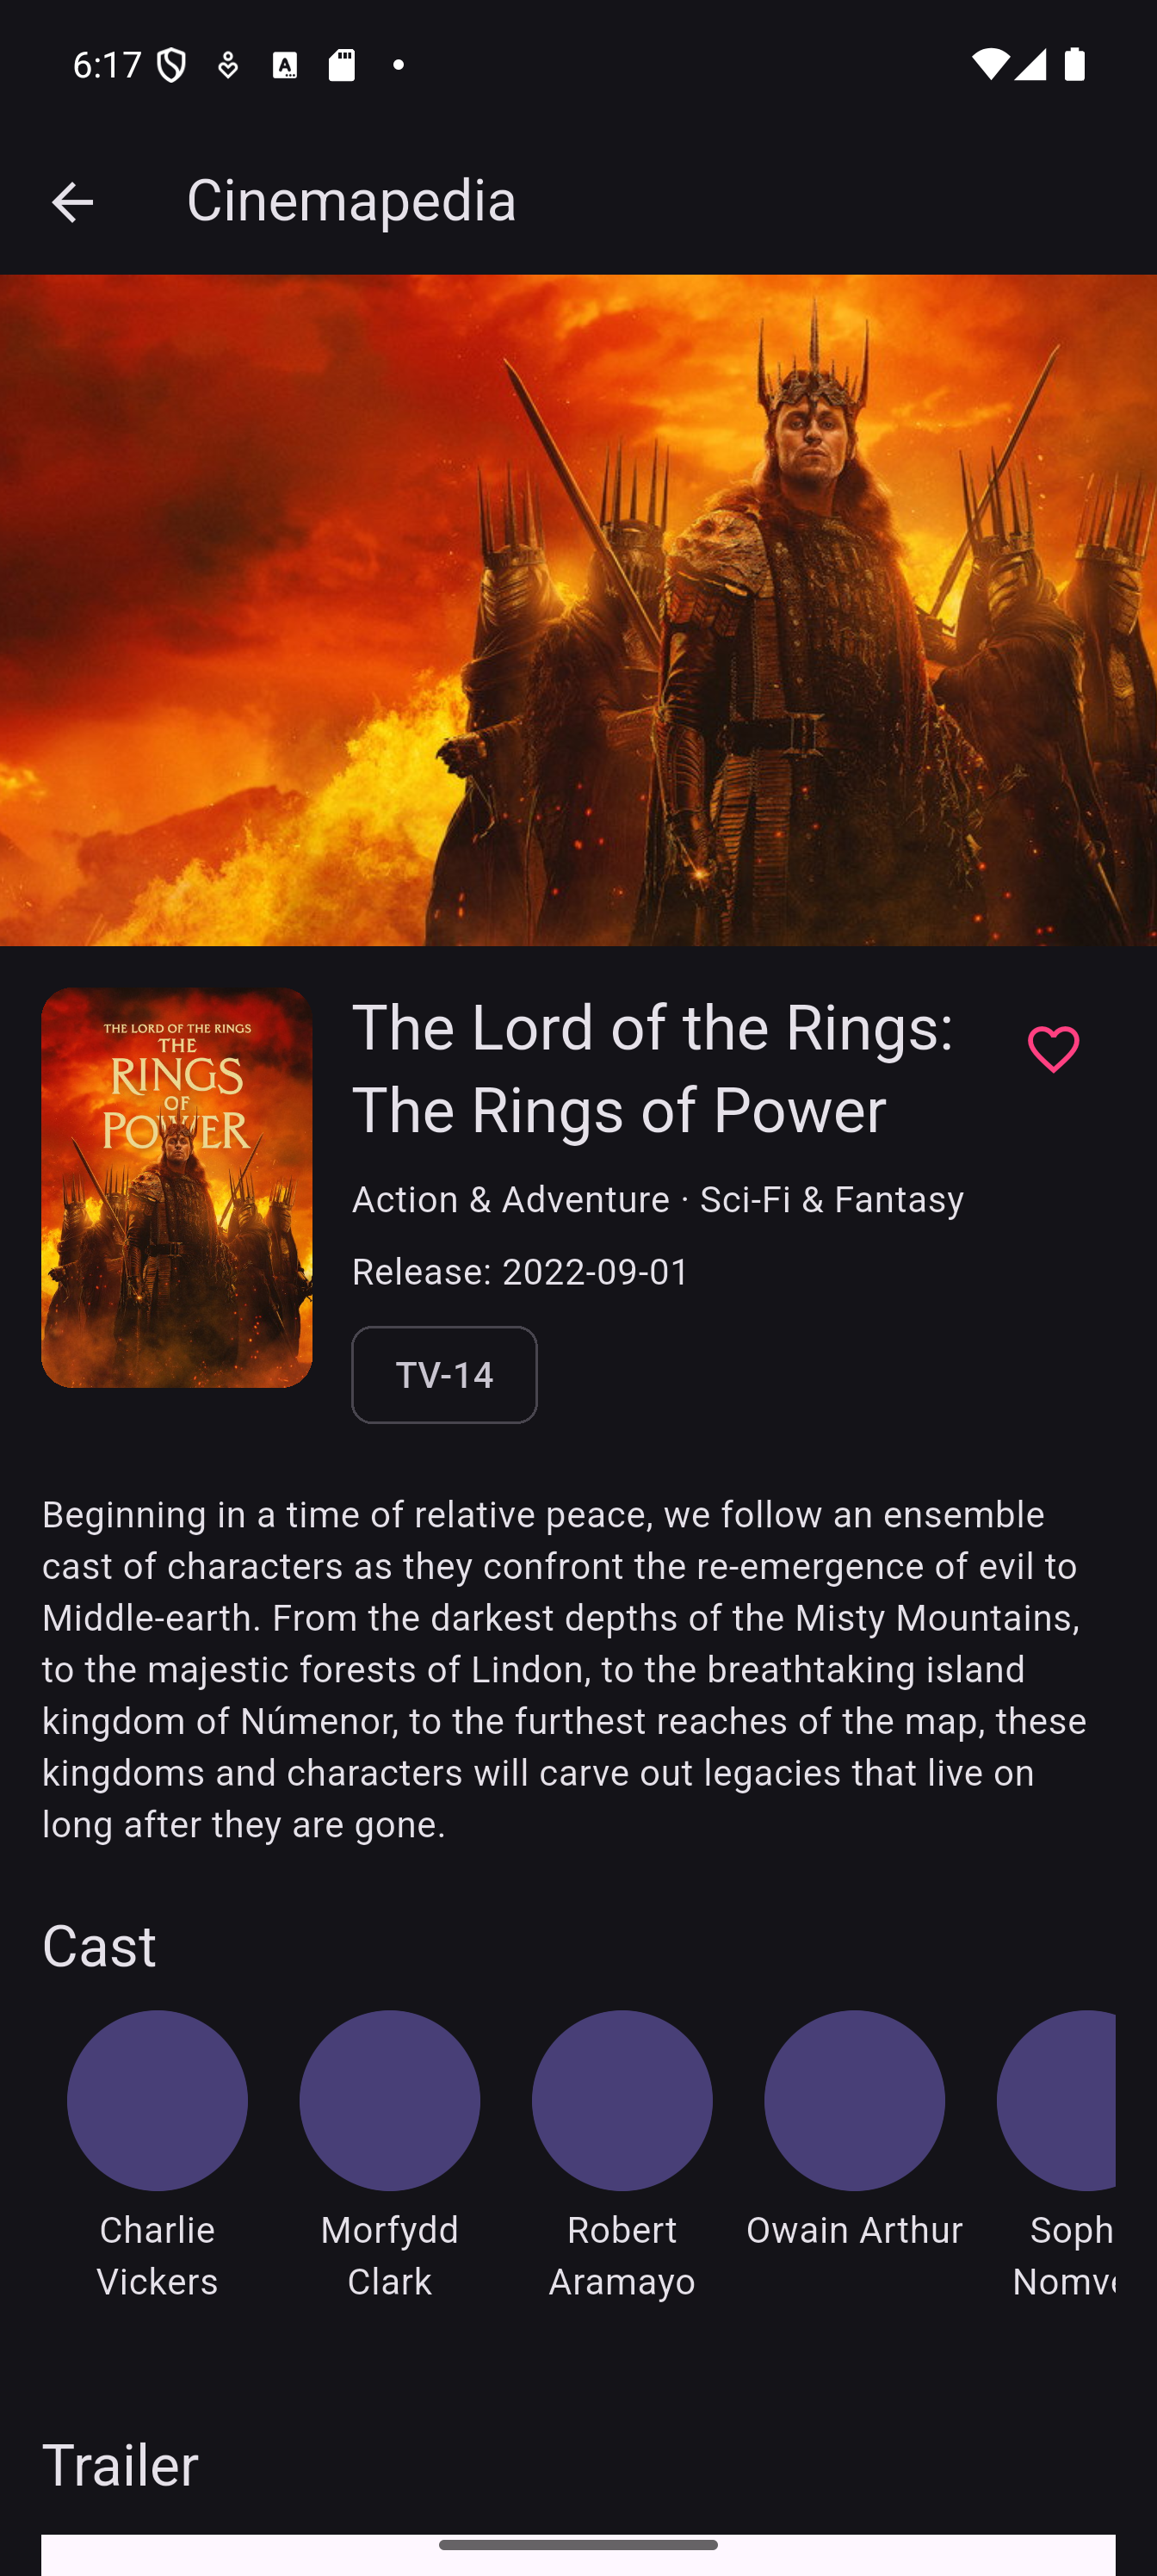 6:17
Cinemapedia
THE LORD OF THE RINGS
THE
RINGS
OF
POWER
The Lord of the Rings:
The Rings of Power
Action & Adventure · Sci-Fi & Fantasy
Release: 2022-09-01
TV-14
Beginning in a time of relative peace, we follow an ensemble
cast of characters as they confront the re-emergence of evil to
Middle-earth. From the darkest depths of the Misty Mountains,
to the majestic forests of Lindon, to the breathtaking island
kingdom of Númenor, to the furthest reaches of the map, these
kingdoms and characters will carve out legacies that live on
long after they are gone.
Cast
Charlie
Vickers
Morfydd
Clark
Robert
Aramayo
Owain Arthur
Soph
Nomv
Trailer